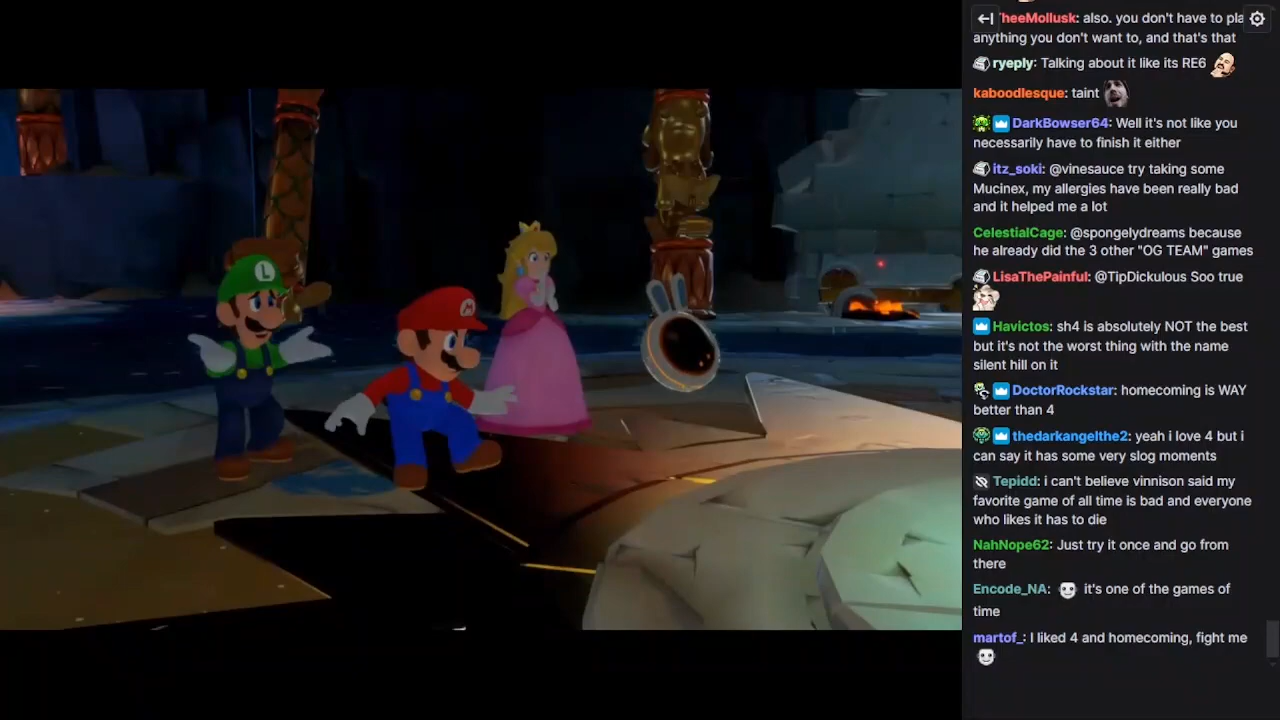 TheeMollusk: also. you don't have to pla
anything you don't want to, and that's that
ryeply: Talking about it like its RE6
kaboodlesque: taint
DarkBowser64: Well it's not like you
necessarily have to finish it either
itz_soki: @vinesauce try taking some
Mucinex, my allergies have been really bad
and it helped me a lot
CelestialCage: @spongelydreams because
he already did the 3 other "OG TEAM" games
LisaThePainful: @TipDickulous Soo true
Havictos: sh4 is absolutely NOT the best
but it's not the worst thing with the name
silent hill on it
DoctorRockstar: homecoming is WAY
better than 4
thedarkangelthe2: yeah i love 4 but i
can say it has some very slog moments
Tepidd: i can't believe vinnison said my
favorite game of all time is bad and everyone
who likes it has to die
NahNope62: Just try it once and go from
there
Encode_NA: it's one of the games of
time
martof_: I liked 4 and homecoming, fight me
L
M